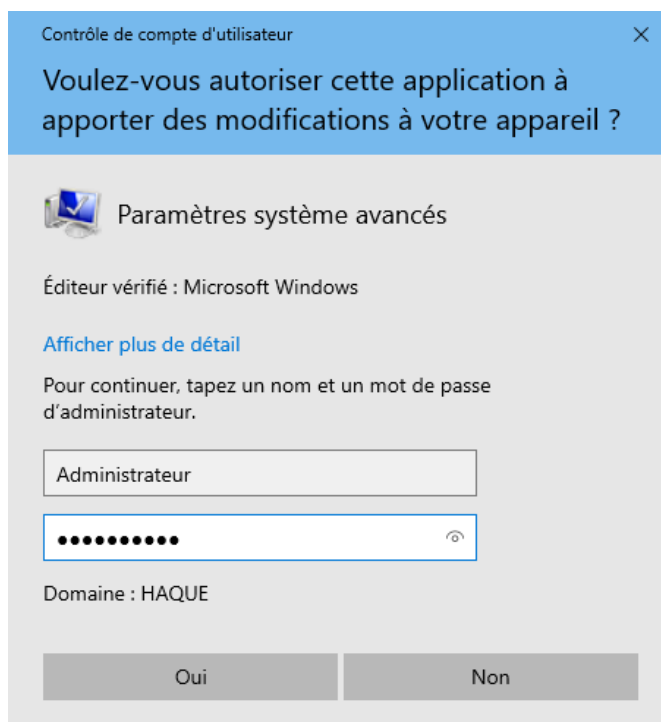 Contrôle de compte d'utilisateur
Voulez-vous autoriser cette application à
apporter des modifications à votre appareil ?
Paramètres système avancés
Éditeur vérifié : Microsoft Windows
Afficher plus de détail
Pour continuer, tapez un nom et un mot de passe
d’administrateur.
Administrateur
●●●●●●●●●●
Domaine : HAQUE
Oui Non